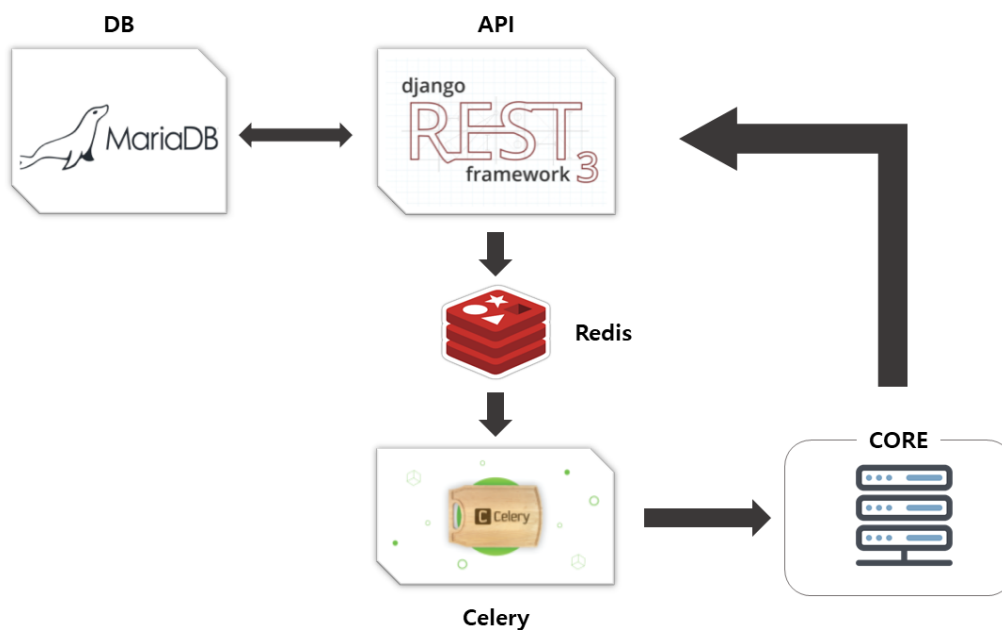 DB
API
MariaDB
django
REST
framework 3
Redis
CORE
C Celery
Celery